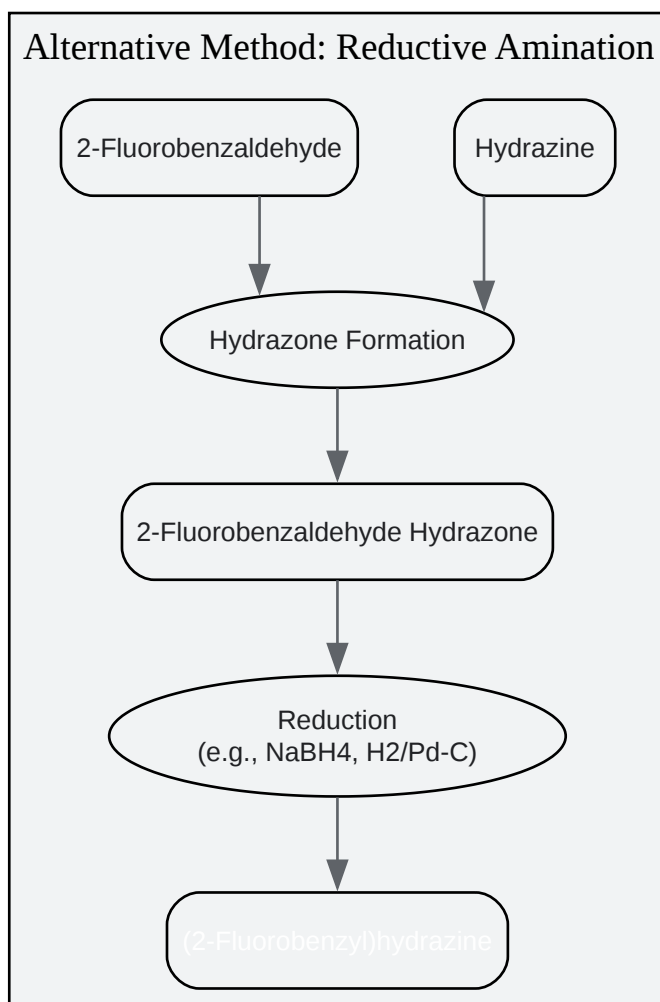 Alternative Method: Reductive Amination
2-Fluorobenzaldehyde
Hydrazine
Hydrazone Formation
2-Fluorobenzaldehyde Hydrazone
Reduction
(e.g., NaBH4, H2/Pd-C)
(2-Fluorobenzyl)hydrazine